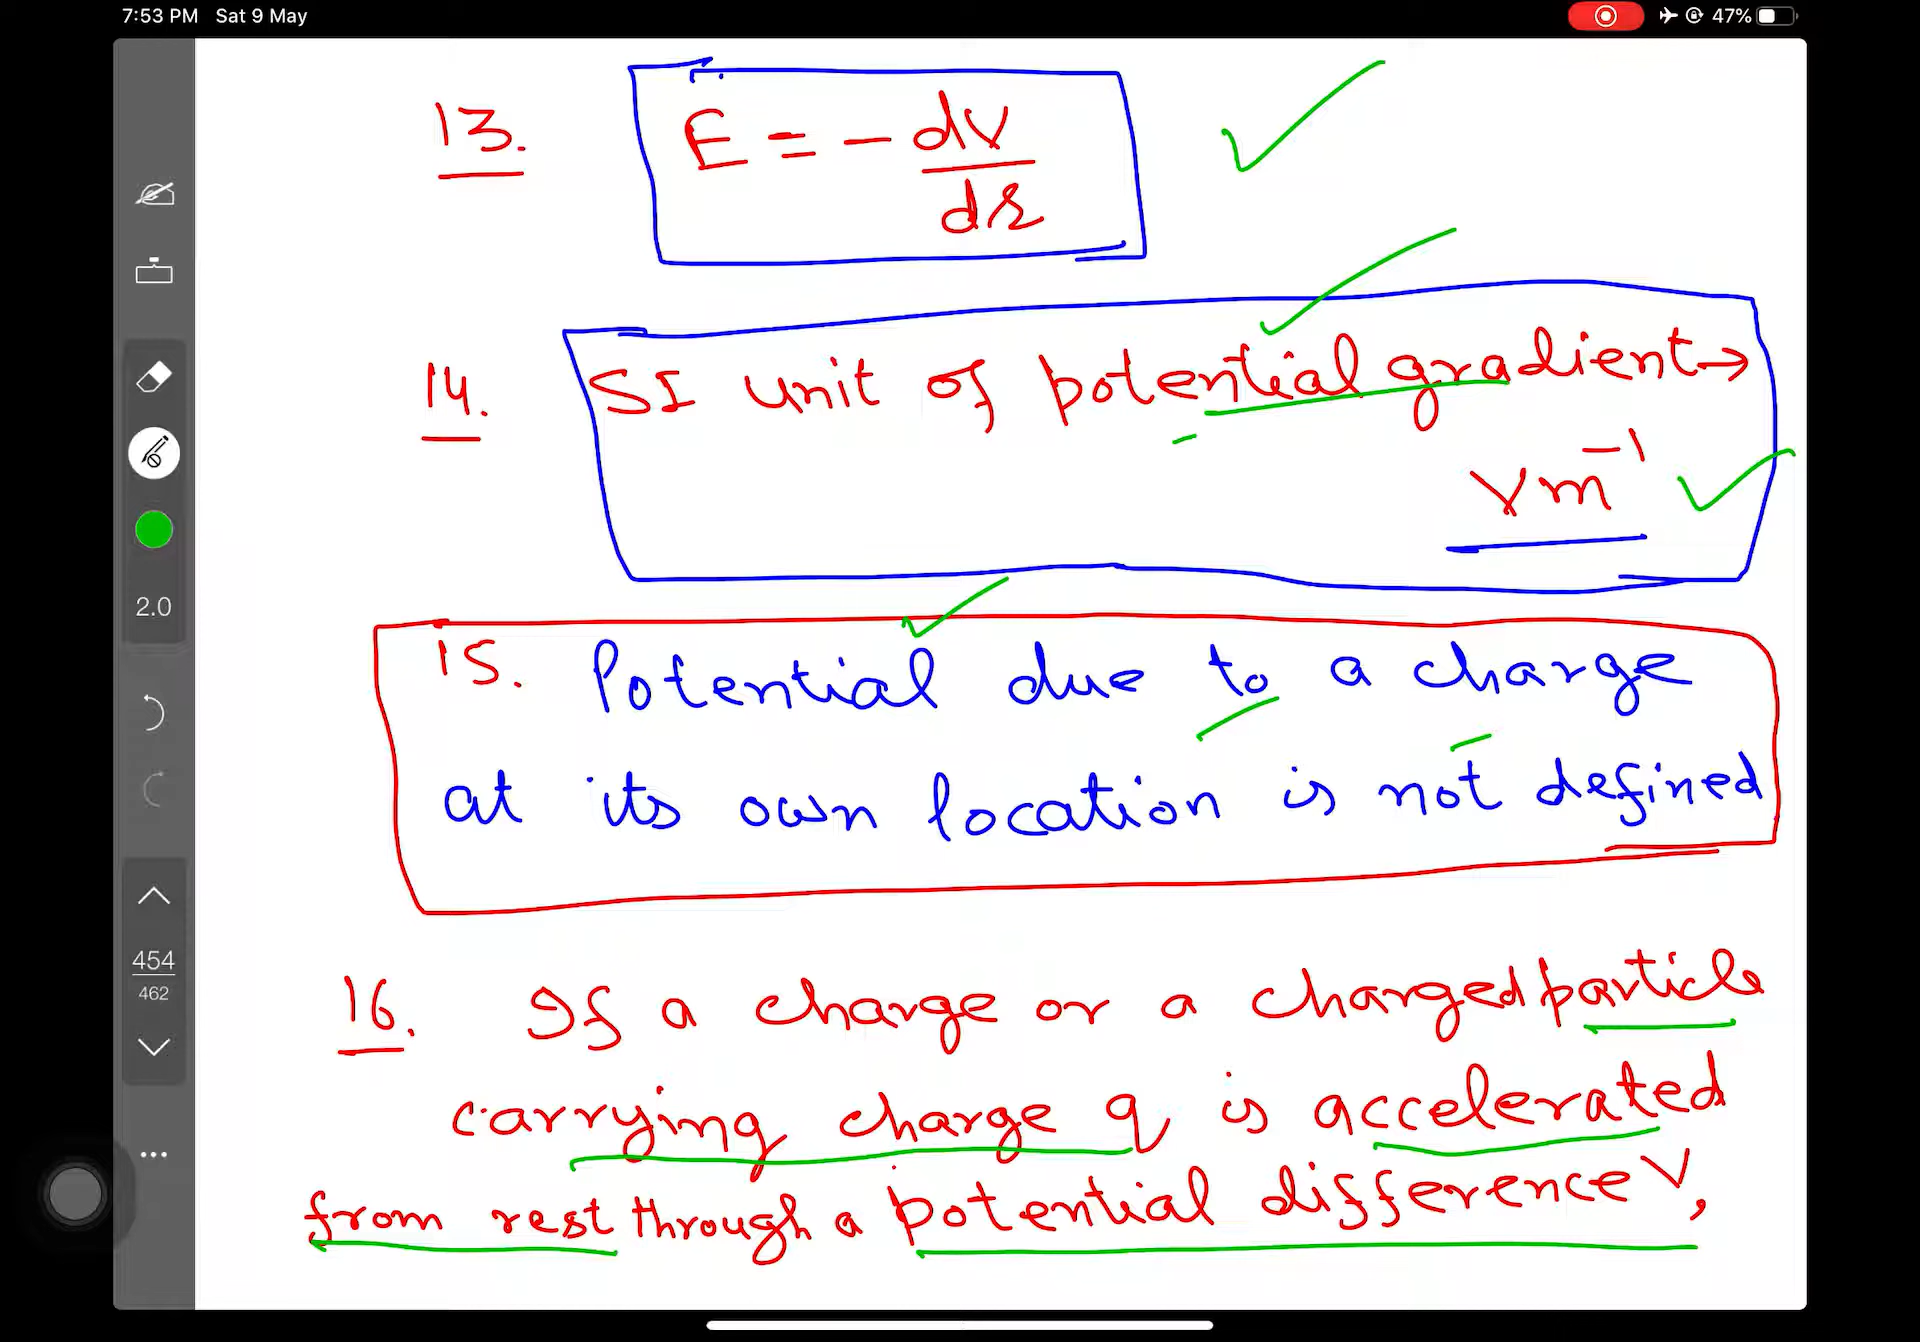 7:53 PM Sat 9 May
47%
13. E = - dV
dr
14. SI unit of potential gradient →
Vm⁻¹
15. Potential due to a charge
at its own location is not defined
16. If a charge or a charged particle
carrying charge q is accelerated
from rest through a potential difference V,
2.0
454
462